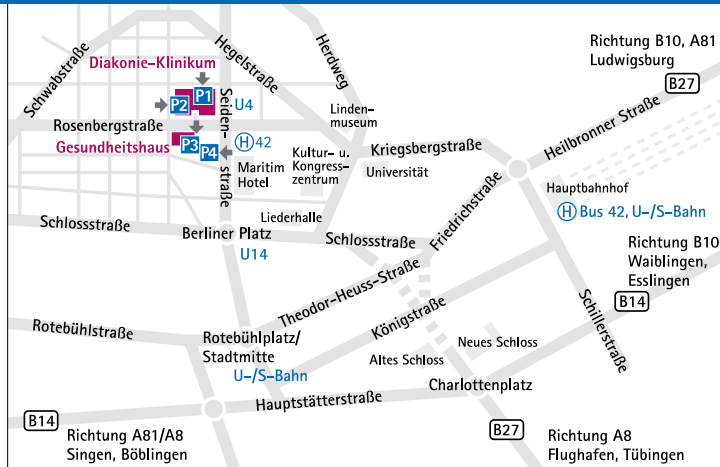 Schwabstraße
Hegelstraße
Herdweg
Richtung B10, A81
Ludwigsburg
B27
Diakonie-Klinikum
P1
P2
Seiden-
straße
U4
Linden-
museum
Heilbronner Straße
Rosenbergstraße
H 42
Gesundheitshaus
P3
P4
Maritim
Hotel
Kultur- u.
Kongress-
zentrum
Kriegsbergstraße
Universität
Friedrichstraße
Hauptbahnhof
H Bus 42, U-/S-Bahn
Schlossstraße
Liederhalle
Berliner Platz
U14
Schlossstraße
Richtung B10
Waiblingen,
Esslingen
B14
Theodor-Heuss-Straße
Königstraße
Schillerstraße
Rotebühlstraße
Rotebühlplatz/
Stadtmitte
U-/S-Bahn
Neues Schloss
Altes Schloss
Charlottenplatz
Hauptstätterstraße
B14
Richtung A81/A8
Singen, Böblingen
B27
Richtung A8
Flughafen, Tübingen